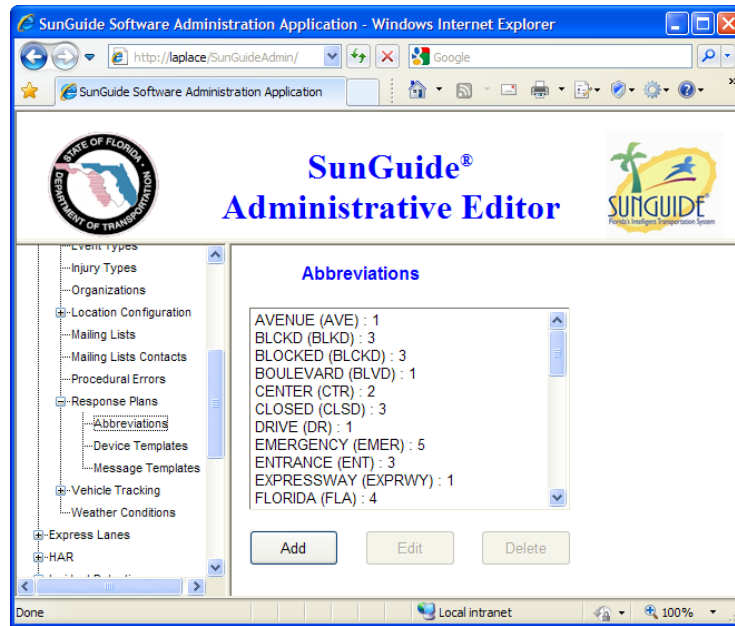 SunGuide Software Administration Application - Windows Internet Explorer
http://laplace/SunGuideAdmin/
Google
SunGuide Software Administration Application
»
STATE OF FLORIDA
DEPARTMENT OF TRANSPORTATION
SunGuide®
Administrative Editor
SUNGUIDE
Florida's Intelligent Transportation System
Event Types
Injury Types
Organizations
Location Configuration
Mailing Lists
Mailing Lists Contacts
Procedural Errors
Response Plans
Abbreviations
Device Templates
Message Templates
Vehicle Tracking
Weather Conditions
Express Lanes
HAR
Abbreviations
AVENUE (AVE) : 1
BLCKD (BLKD) : 3
BLOCKED (BLCKD) : 3
BOULEVARD (BLVD) : 1
CENTER (CTR) : 2
CLOSED (CLSD) : 3
DRIVE (DR) : 1
EMERGENCY (EMER) : 5
ENTRANCE (ENT) : 3
EXPRESSWAY (EXPRWY) : 1
FLORIDA (FLA) : 4
Add
Edit
Delete
Done
Local intranet
100%